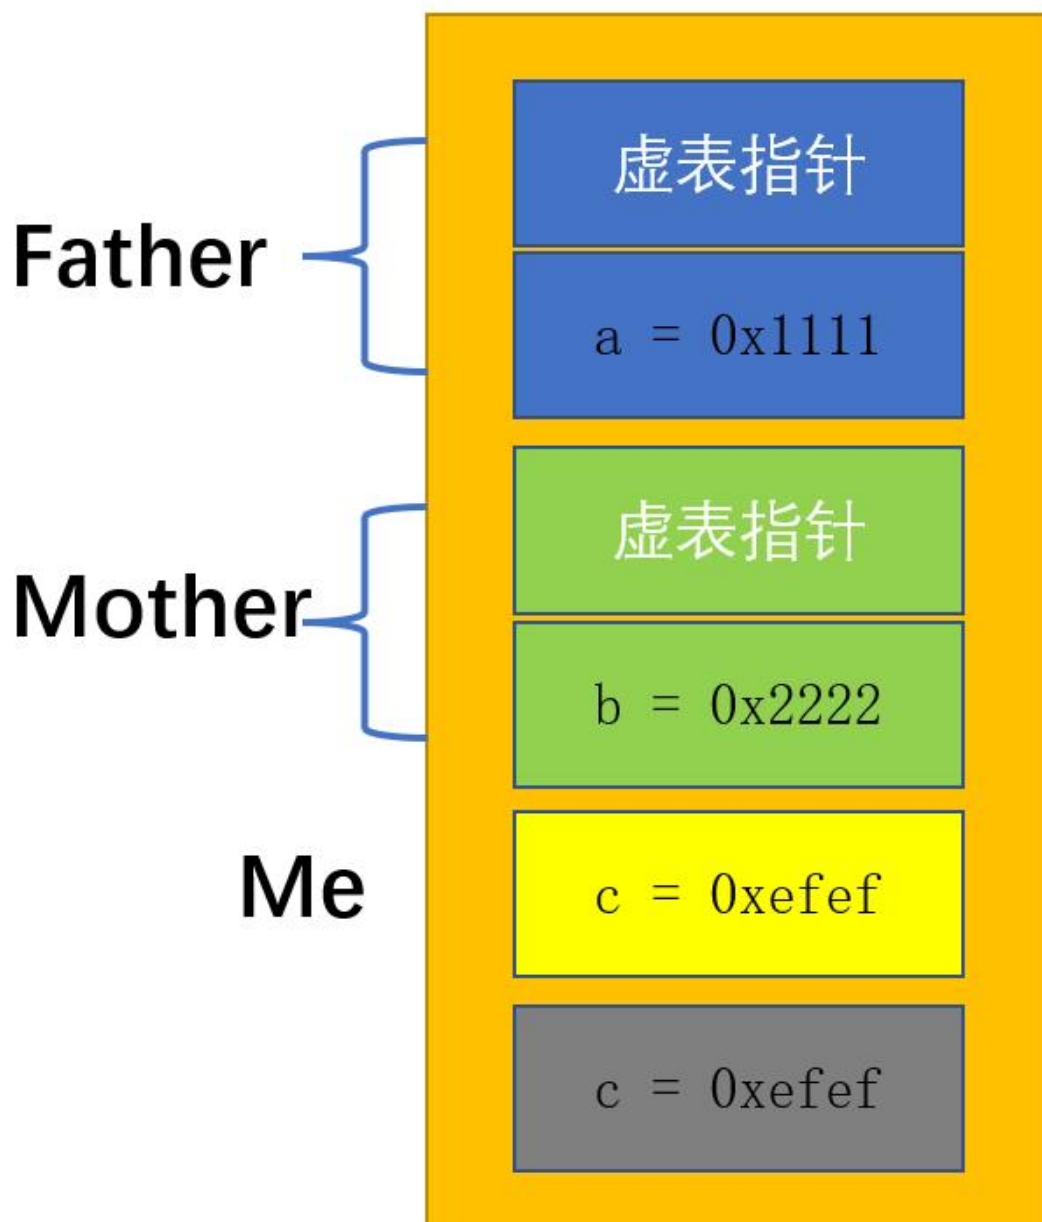 虚表指针
Father
a = 0x1111
虚表指针
Mother
b = 0x2222
Me
c = 0xefef
c = 0xefef